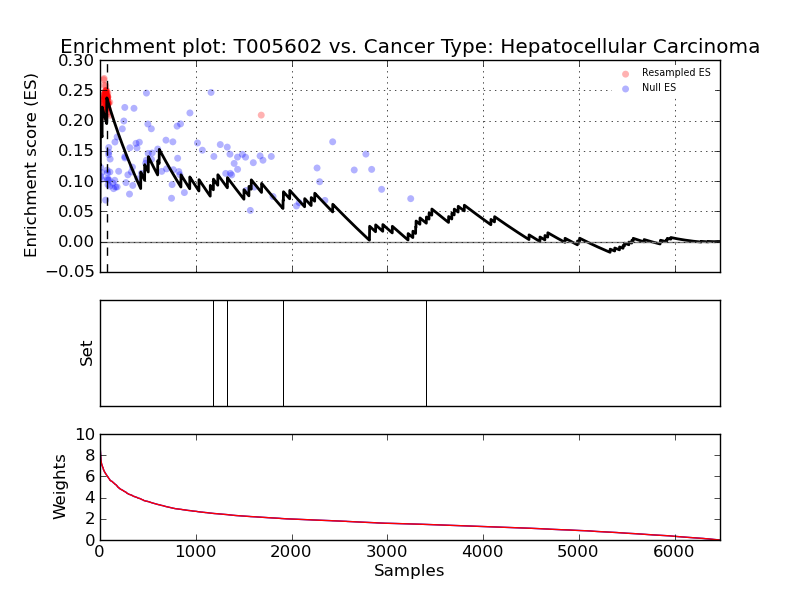 Enrichment plot: T005602 vs. Cancer Type: Hepatocellular Carcinoma
Enrichment score (ES)
0.30
0.25
0.20
0.15
0.10
0.05
0.00
−0.05
Resampled ES
Null ES
Set
Weights
10
8
6
4
2
0
0 1000 2000 3000 4000 5000 6000
Samples